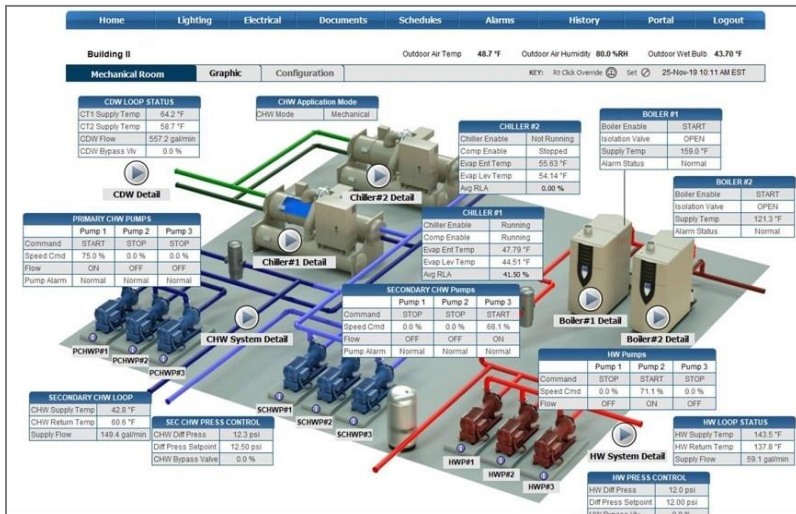 Home Lighting Electrical Documents Schedules Alarms History Portal Logout
Building II
Outdoor Air Temp 48.7 °F Outdoor Air Humidity 80.0 %RH Outdoor Wet Bulb 43.70 °F
Mechanical Room Graphic Configuration
KEY: Rt Click Override Set 25-Nov-19 10:11 AM EST
CDW LOOP STATUS
CT1 Supply Temp 64.2 °F
CT2 Supply Temp 58.7 °F
CDW Flow 557.2 gal/min
CDW Bypass Vlv 0.0 %
CDW Detail
CHW Application Mode
CHW Mode Mechanical
Chiller#2 Detail
CHILLER #2
Chiller Enable Not Running
Comp Enable Stopped
Evap Ent Temp 55.63 °F
Evap Lev Temp 54.14 °F
Avg RLA 0.00 %
BOILER #1
Boiler Enable START
Isolation Valve OPEN
Supply Temp 159.0 °F
Alarm Status Normal
BOILER #2
Boiler Enable START
Isolation Valve OPEN
Supply Temp 121.3 °F
Alarm Status Normal
CHILLER #1
Chiller Enable Running
Comp Enable Running
Evap Ent Temp 47.79 °F
Evap Lev Temp 44.51 °F
Avg RLA 41.50 %
Chiller#1 Detail
PRIMARY CHW PUMPS
Pump 1 Pump 2 Pump 3
Command START STOP STOP
Speed Cmd 75.0 % 0.0 % 0.0 %
Flow ON OFF OFF
Pump Alarm Normal Normal Normal
PCHWP#1
PCHWP#2
PCHWP#3
CHW System Detail
SECONDARY CHW Pumps
Pump 1 Pump 2 Pump 3
Command STOP STOP START
Speed Cmd 0.0 % 0.0 % 68.1 %
Flow OFF OFF ON
Pump Alarm Normal Normal Normal
SCHWP#1
SCHWP#2
SCHWP#3
Boiler#1 Detail
Boiler#2 Detail
HW Pumps
Pump 1 Pump 2 Pump 3
Command STOP START STOP
Speed Cmd 0.0 % 71.1 % 0.0 %
Flow OFF ON OFF
HWP#1
HWP#2
HWP#3
HW System Detail
SECONDARY CHW LOOP
CHW Supply Temp 42.8 °F
CHW Return Temp 60.6 °F
Supply Flow 149.4 gal/min
SEC CHW PRESS CONTROL
CHW Diff Press 12.3 psi
Diff Press Setpoint 12.50 psi
CHW Bypass Valve 0.0 %
HW LOOP STATUS
HW Supply Temp 143.5 °F
HW Return Temp 137.8 °F
Supply Flow 59.1 gal/min
HW PRESS CONTROL
HW Diff Press 12.0 psi
Diff Press Setpoint 12.00 psi